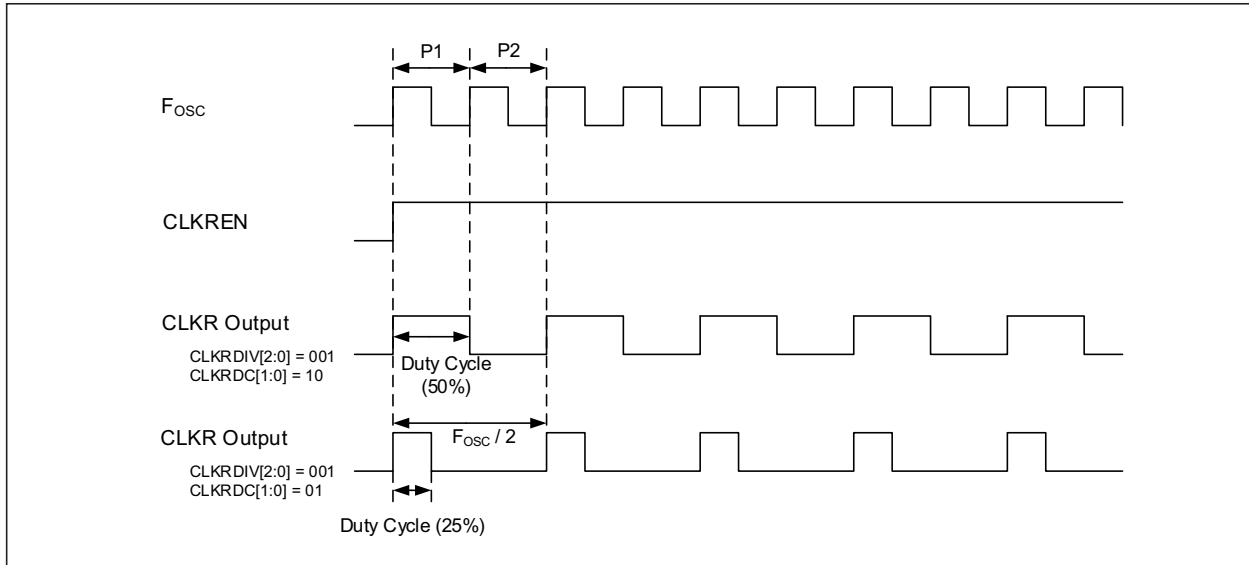 P1 P2
FOSC
CLKREN
CLKR Output
CLKRDIV[2:0] = 001
CLKRDC[1:0] = 10
Duty Cycle
(50%)
FOSC / 2
CLKR Output
CLKRDIV[2:0] = 001
CLKRDC[1:0] = 01
Duty Cycle (25%)